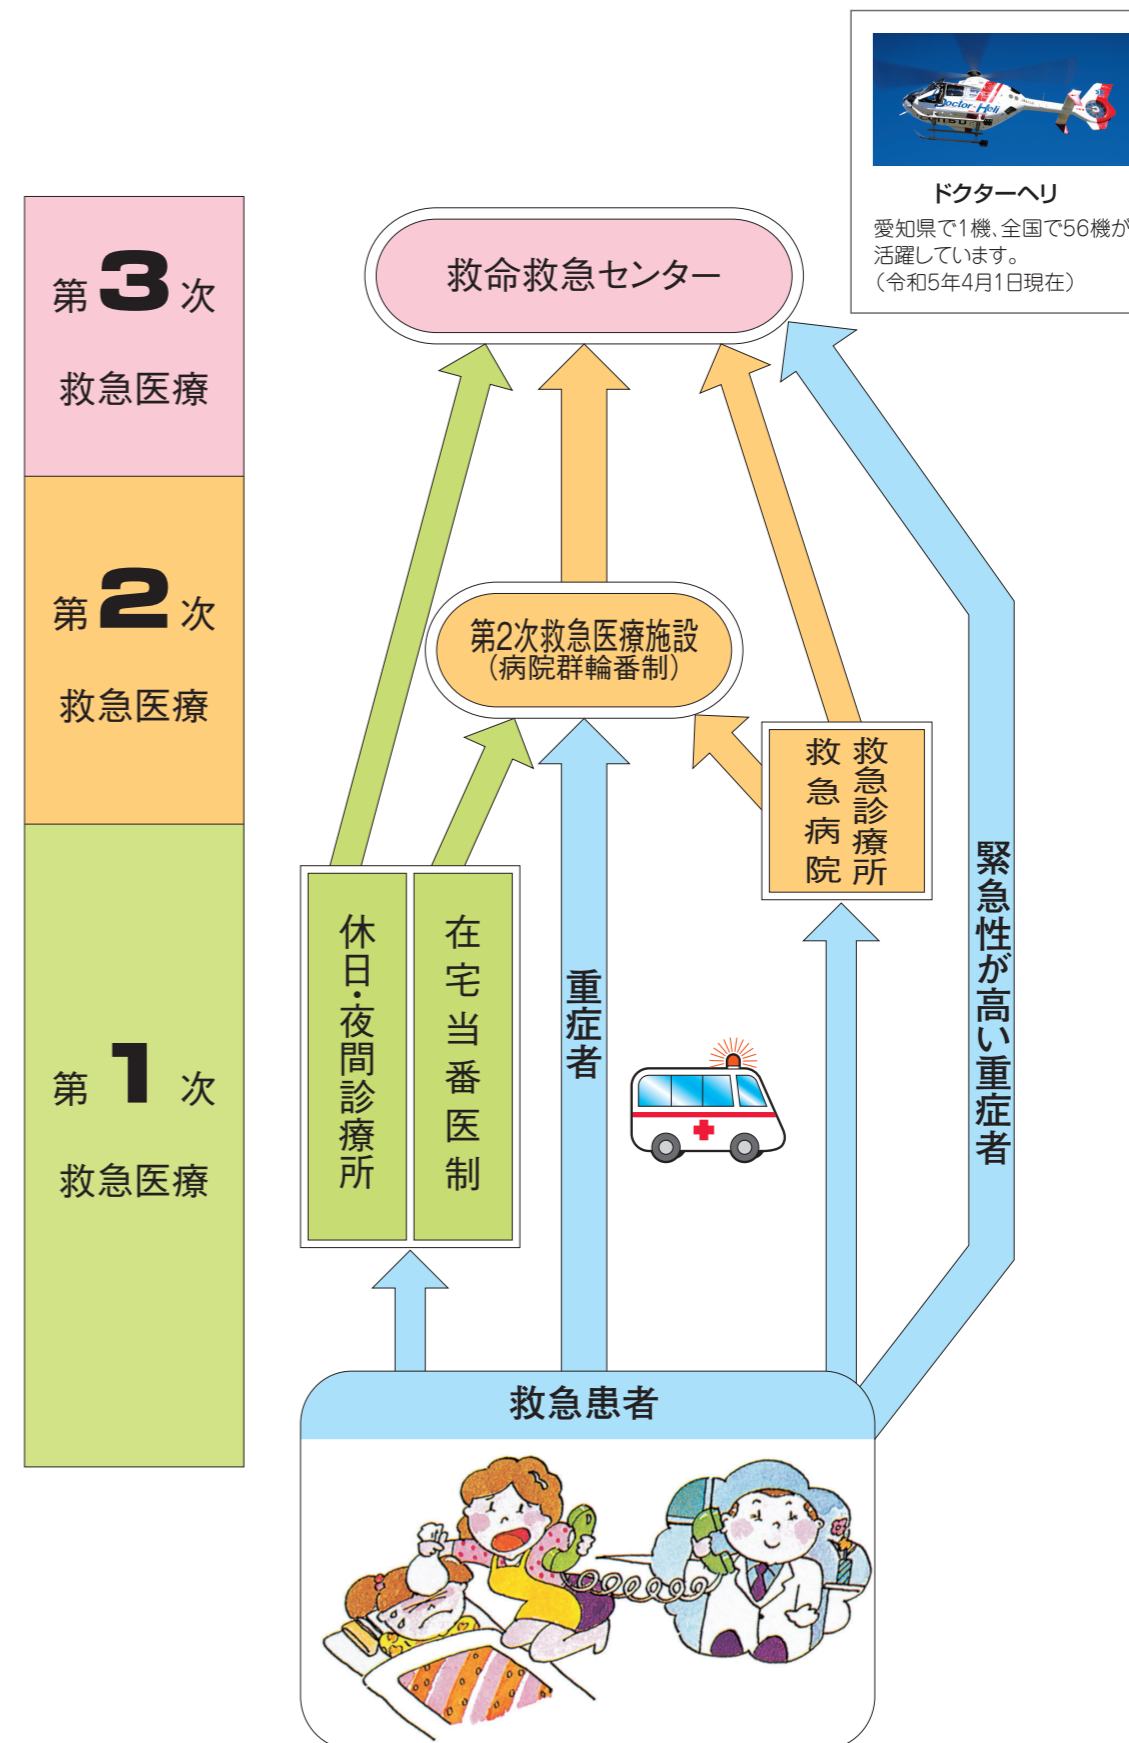 Doctor-Heli
ドクターヘリ
愛知県で1機、全国で56機が
活躍しています。
（令和5年4月1日現在）
第3次
救急医療
第2次
救急医療
第1次
救急医療
救命救急センター
第2次救急医療施設
（病院群輪番制）
救急診療所
救急病院
休日・夜間診療所
在宅当番医制
重症者
緊急性が高い重症者
救急患者